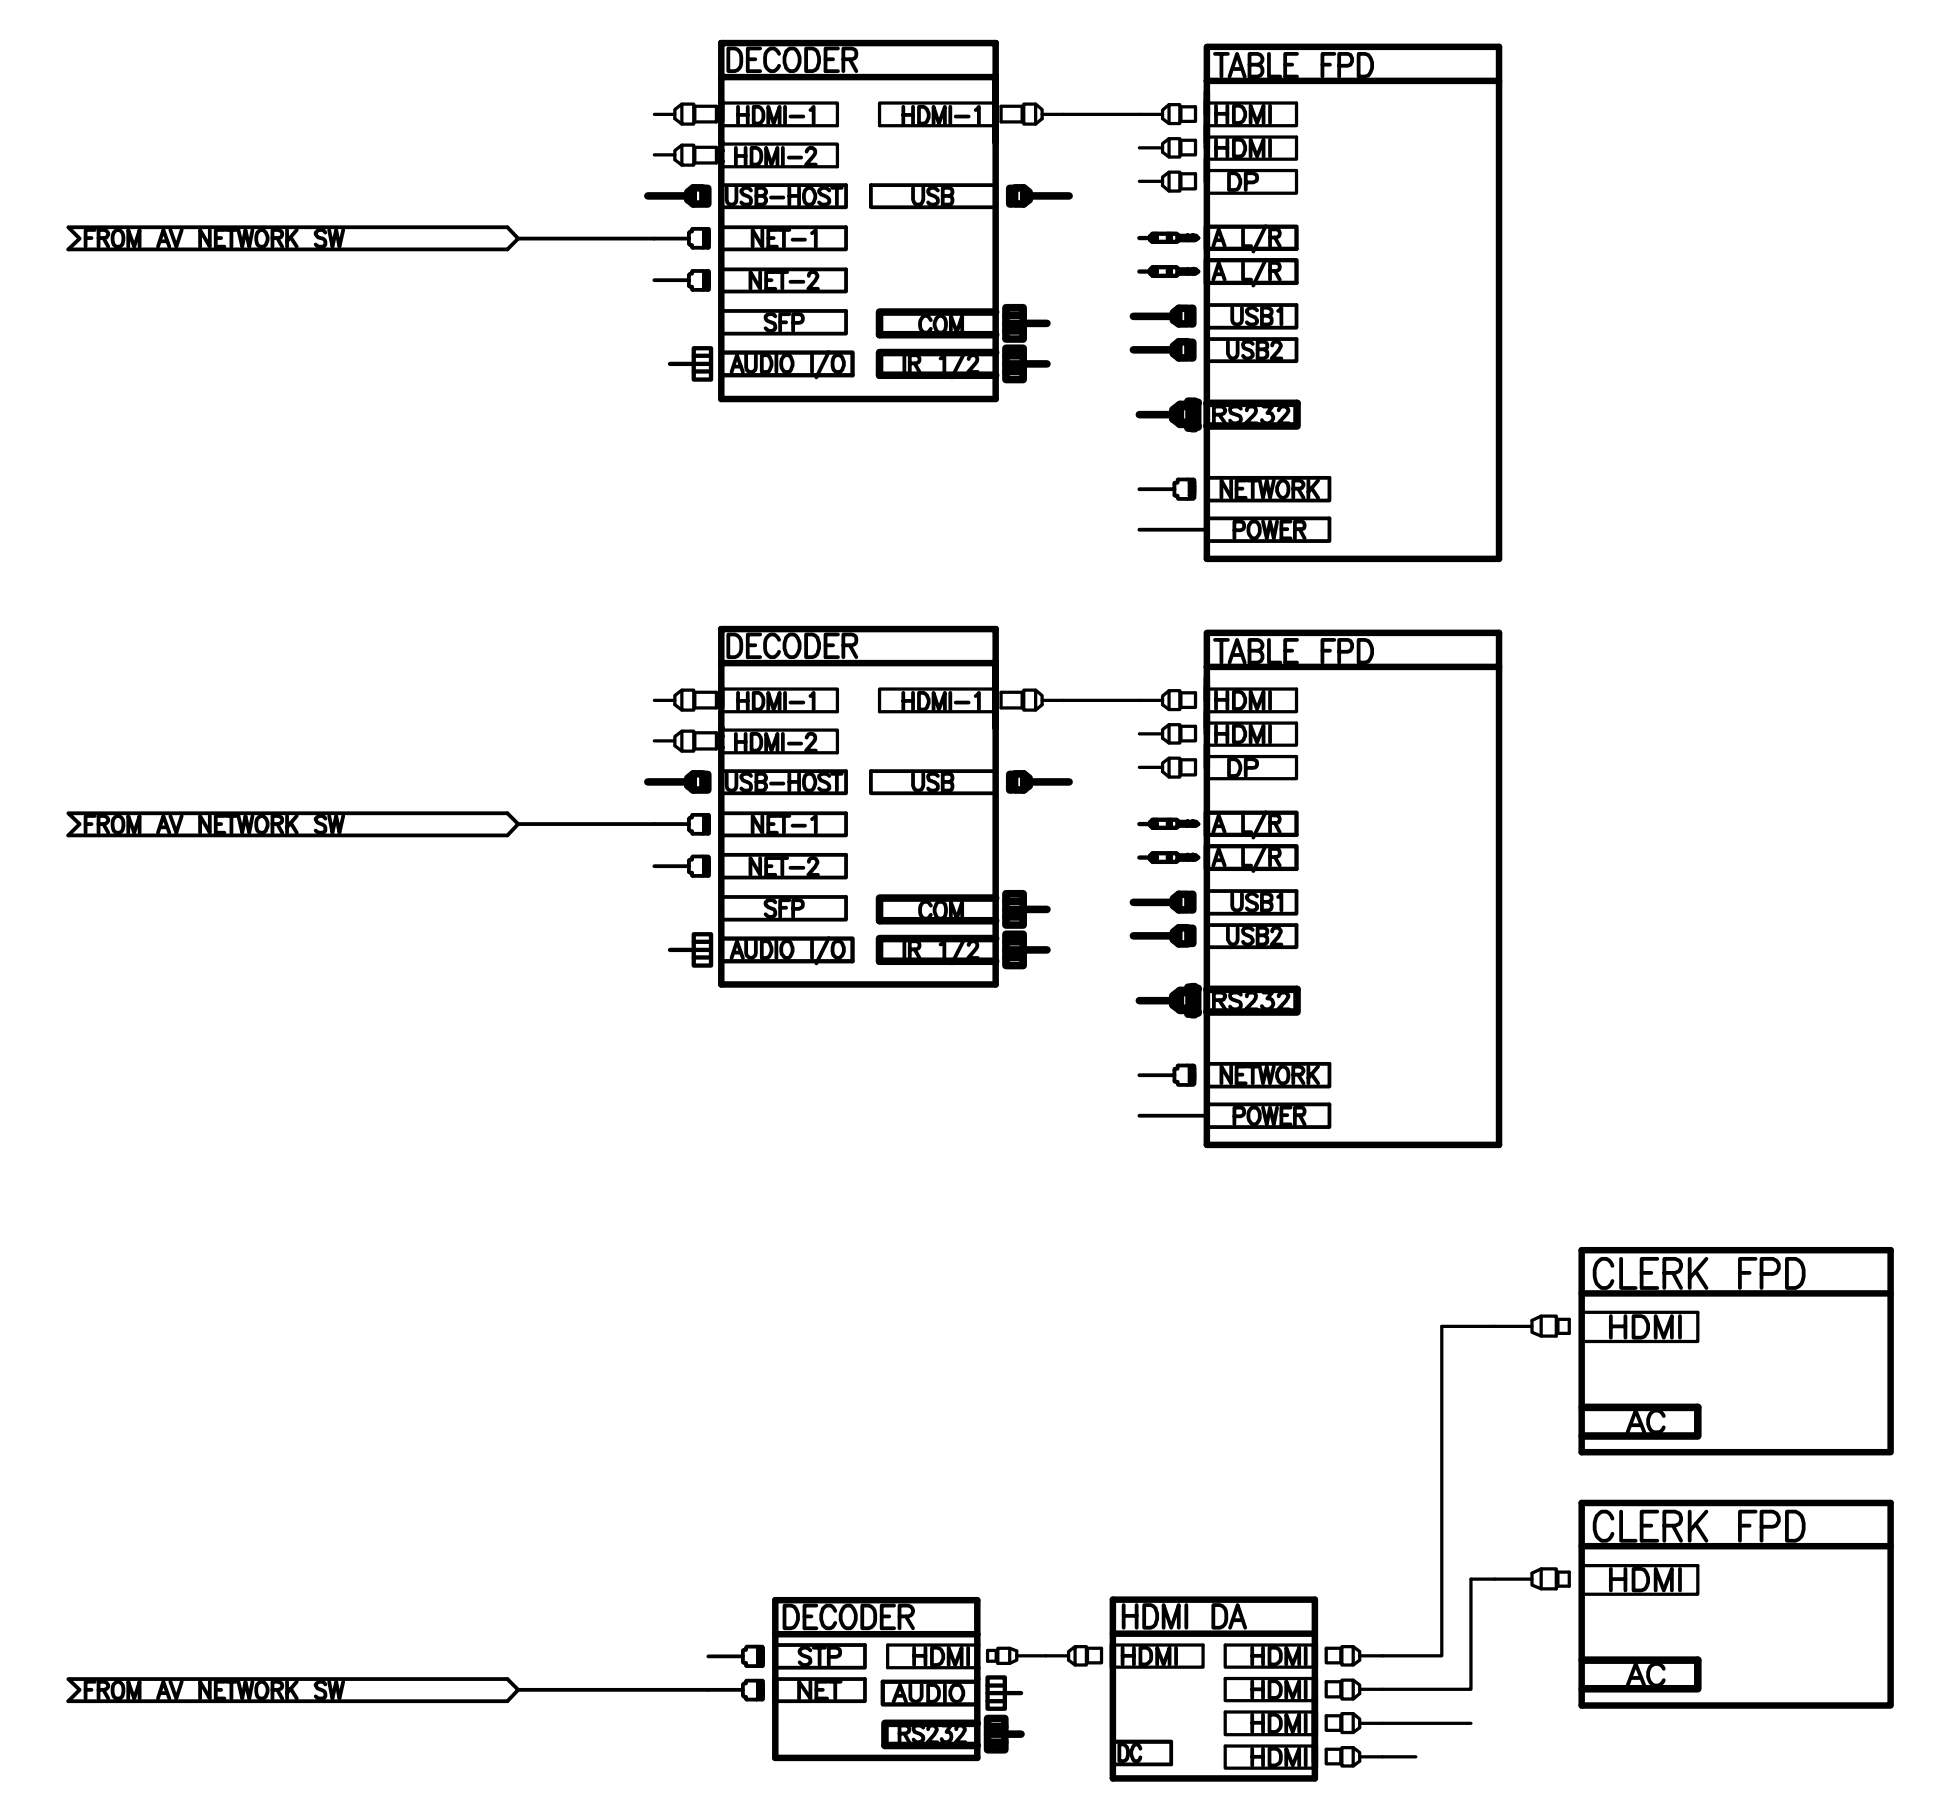 DECODER
HDMI-1 HDMI-1
HDMI-2
USB-HOST USB
FROM AV NETWORK SW
NET-1
NET-2
SFP COM
AUDIO I/O IR 1/2
TABLE FPD
HDMI
HDMI
DP
A L/R
A L/R
USB1
USB2
RS232
NETWORK
POWER
DECODER
HDMI-1 HDMI-1
HDMI-2
USB-HOST USB
FROM AV NETWORK SW
NET-1
NET-2
SFP COM
AUDIO I/O IR 1/2
TABLE FPD
HDMI
HDMI
DP
A L/R
A L/R
USB1
USB2
RS232
NETWORK
POWER
CLERK FPD
HDMI
AC
CLERK FPD
HDMI
AC
DECODER
STP HDMI
FROM AV NETWORK SW
NET AUDIO
RS232
HDMI DA
HDMI HDMI
HDMI
HDMI
DC HDMI